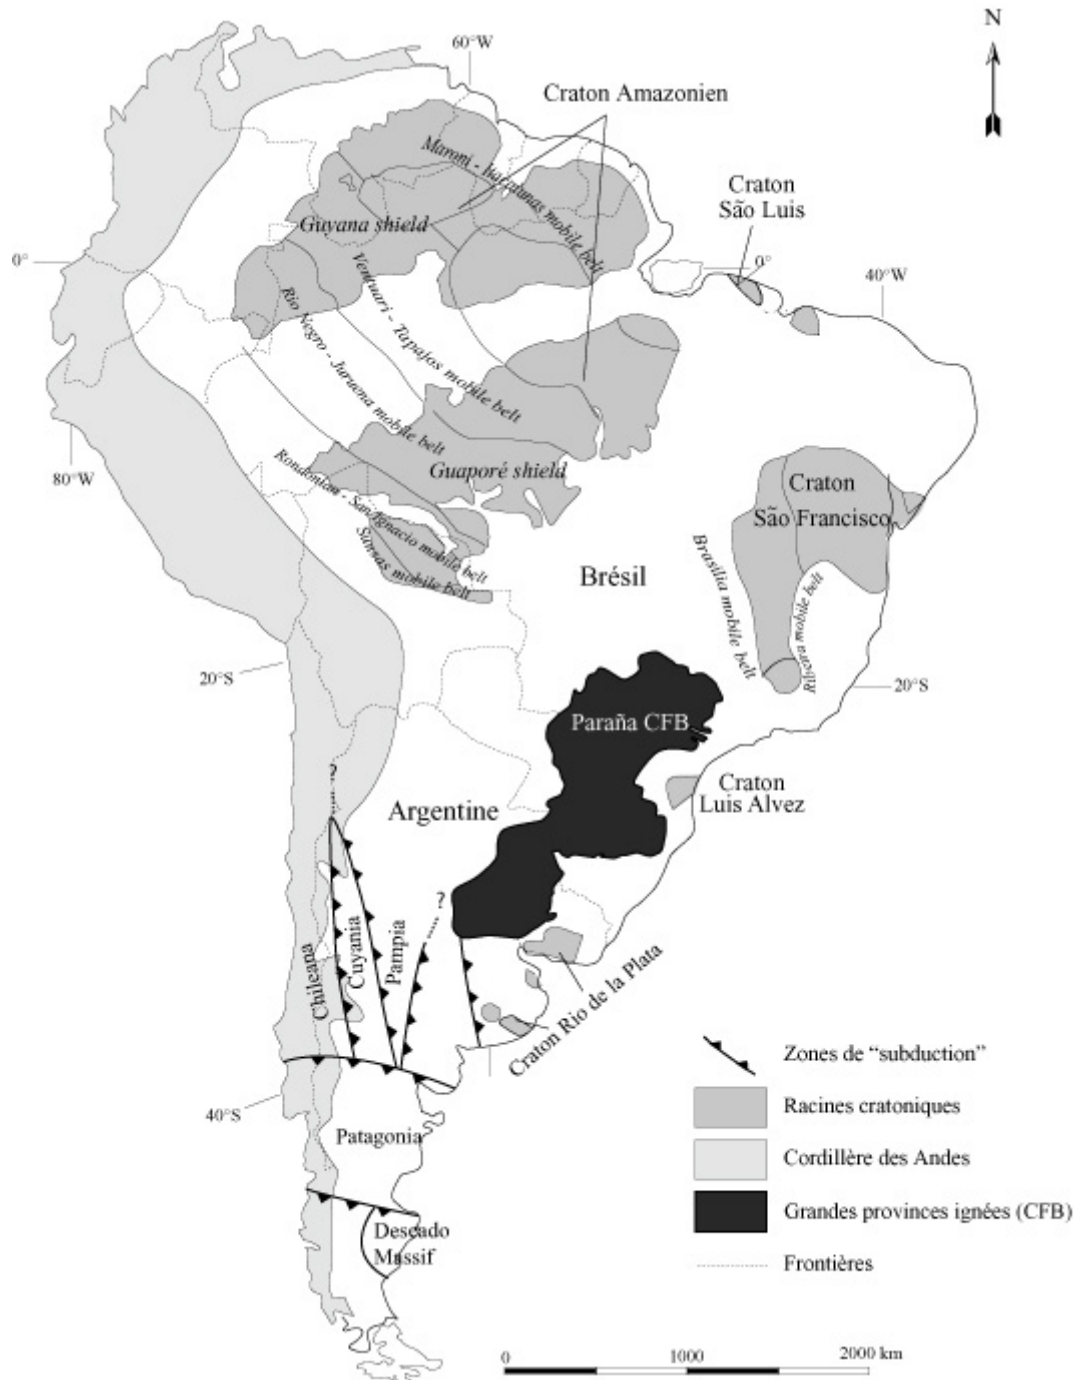 N
60°W
Craton Amazonien
Maroni - Itacaiunas mobile belt
Craton
São Luis
Guyana shield
0°
0°
40°W
Ventuari - Tapajos mobile belt
Rio Negro - Juruena mobile belt
80°W
Guaporé shield
Rondonian - San Ignacio mobile belt
Sunsas mobile belt
Craton
São Francisco
Brasilia mobile belt
Ribeara mobile belt
Brésil
20°S
20°S
Paraña CFB
Craton
Luis Alvez
?
Argentine
?
Chileana
Cuyania
Pampia
Craton Rio de la Plata
40°S
Patagonia
Descado
Massif
Zones de “subduction”
Racines cratoniques
Cordillère des Andes
Grandes provinces ignées (CFB)
Frontières
0
1000
2000 km